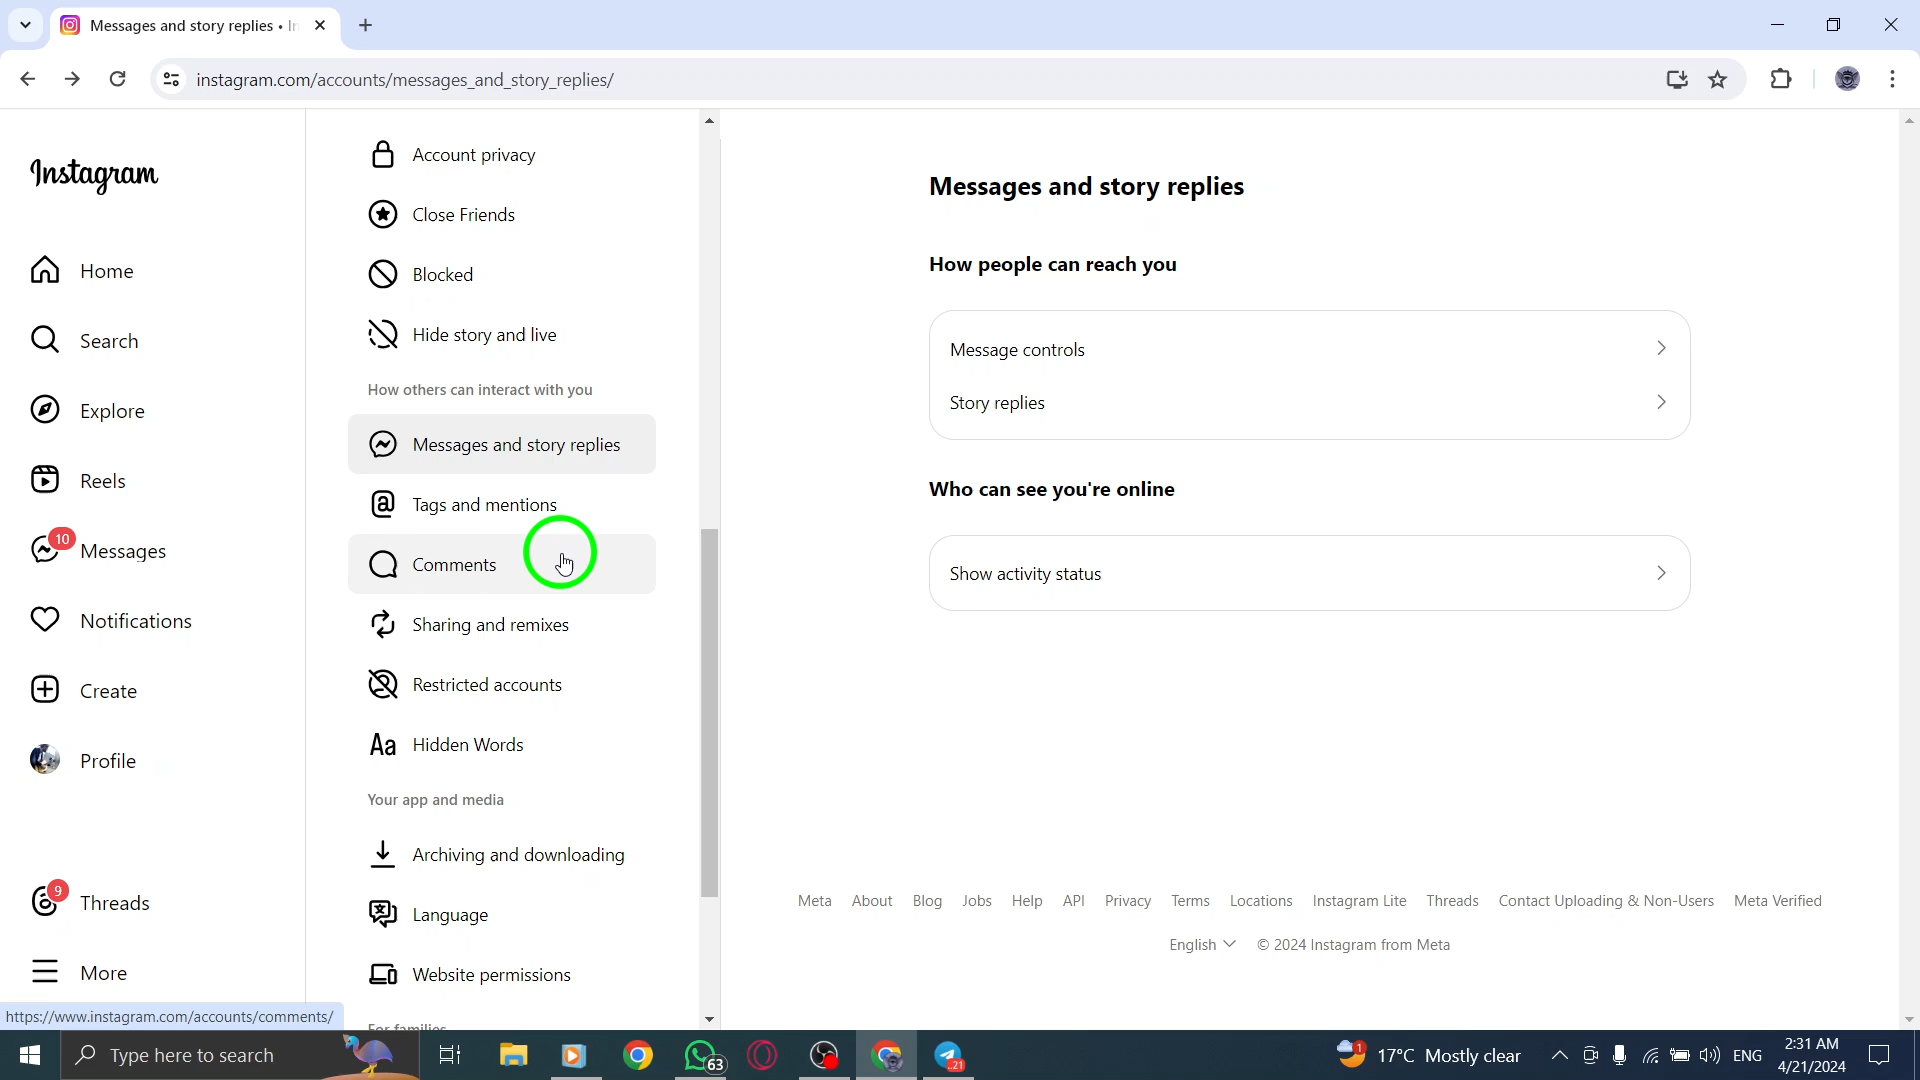 Messages and story replies • In
instagram.com/accounts/messages_and_story_replies/
Instagram
Home
Search
Explore
Reels
10
Messages
Notifications
Create
Profile
9
Threads
More
https://www.instagram.com/accounts/comments/
Account privacy
Close Friends
Blocked
Hide story and live
How others can interact with you
Messages and story replies
Tags and mentions
Comments
Sharing and remixes
Restricted accounts
Aa Hidden Words
Your app and media
Archiving and downloading
Language
Website permissions
For families
Messages and story replies
How people can reach you
Message controls
Story replies
Who can see you're online
Show activity status
Meta About Blog Jobs Help API Privacy Terms Locations Instagram Lite Threads Contact Uploading & Non-Users Meta Verified
English © 2024 Instagram from Meta
Type here to search
63
21
1
17°C Mostly clear
ENG
2:31 AM
4/21/2024